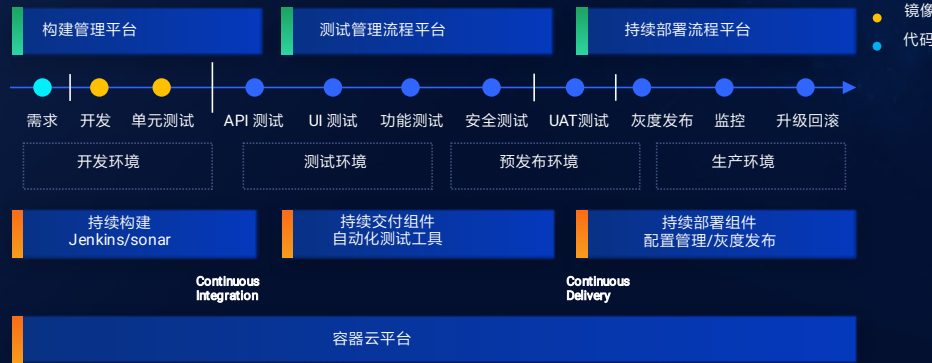 构建管理平台
测试管理流程平台
持续部署流程平台
镜像
代码
需求
开发
单元测试
API 测试
UI 测试
功能测试
安全测试
UAT测试
灰度发布
监控
升级回滚
开发环境
测试环境
预发布环境
生产环境
持续构建
Jenkins/sonar
持续交付组件
自动化测试工具
持续部署组件
配置管理/灰度发布
Continuous
Integration
Continuous
Delivery
容器云平台